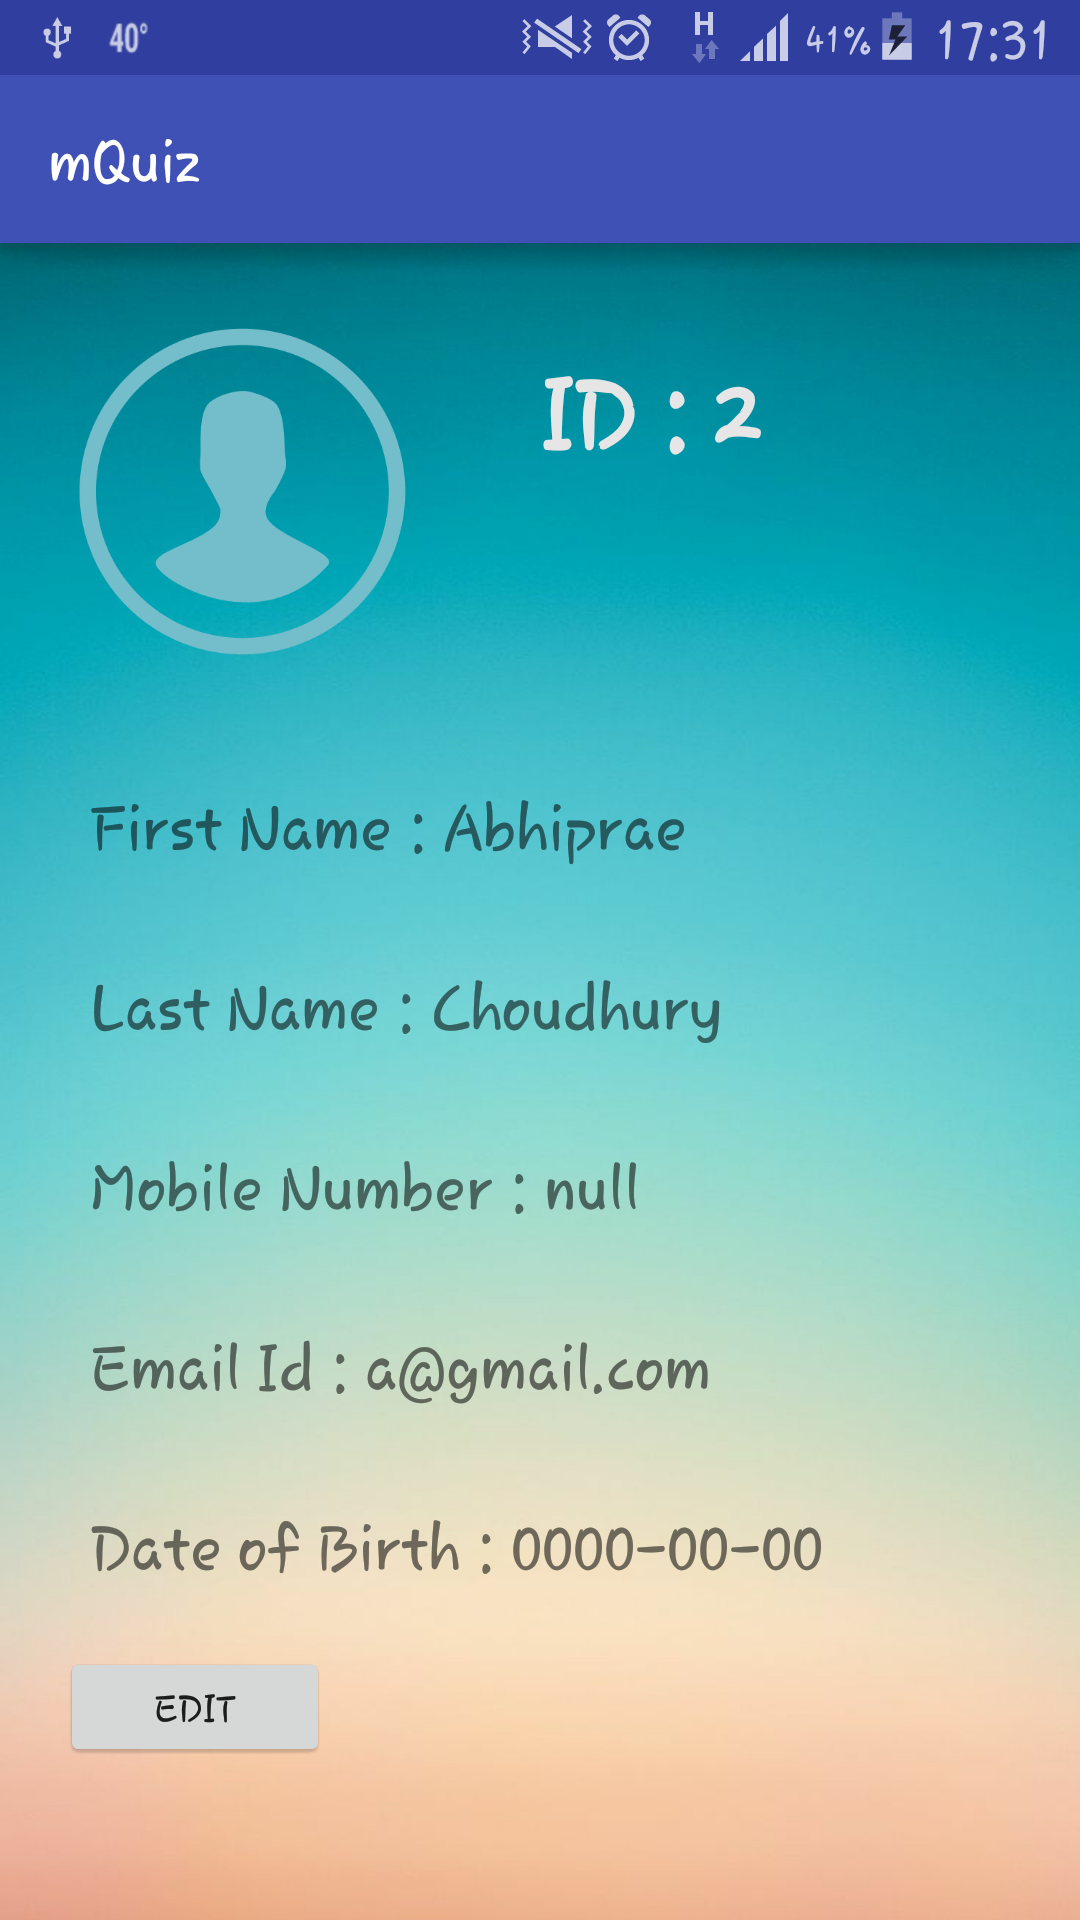 40° H 41% 17:31
mQuiz
ID : 2
First Name : Abhiprae
Last Name : Choudhury
Mobile Number : null
Email Id : a@gmail.com
Date of Birth : 0000-00-00
EDIT